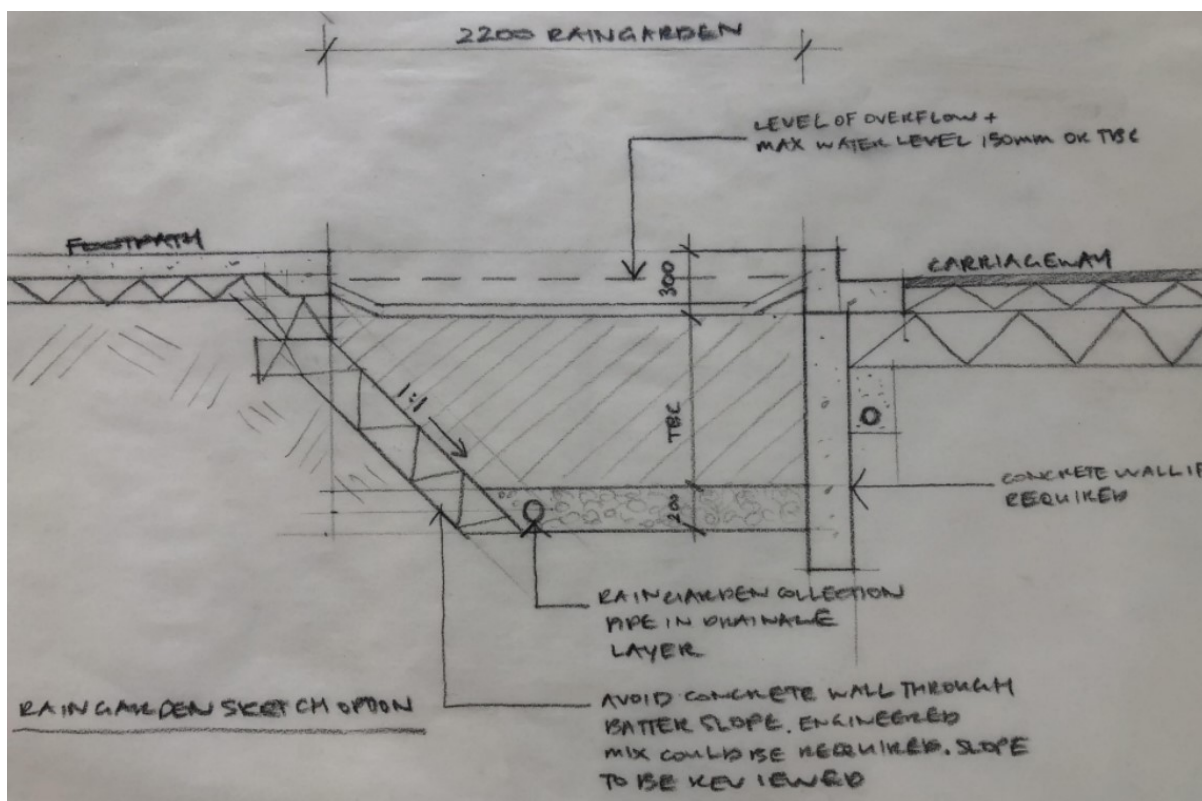 2200 RAINGARDEN
LEVEL OF OVERFLOW +
MAX WATER LEVEL 150mm OR TBC
FOOTPATH
CARRIAGEWAY
300
1:1
TBC
200
CONCRETE WALL IF
REQUIRED
RAINGARDEN COLLECTION
PIPE IN DRAINAGE
LAYER
RAINGARDEN SKETCH OPTION
AVOID CONCRETE WALL THROUGH
BATTER SLOPE. ENGINEERED
MIX COULD BE REQUIRED. SLOPE
TO BE REVIEWED